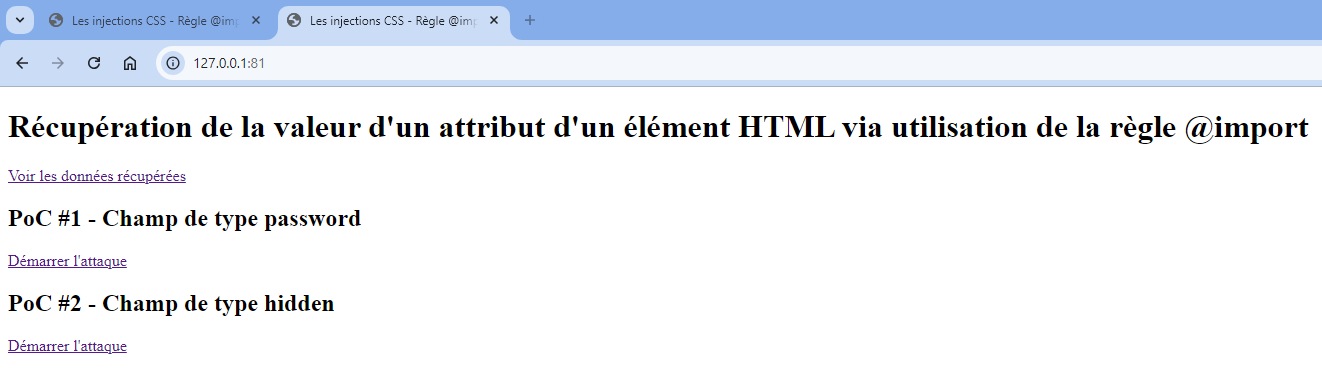 Les injections CSS - Règle @imp
Les injections CSS - Règle @imp
127.0.0.1:81
Récupération de la valeur d'un attribut d'un élément HTML via utilisation de la règle @import
Voir les données récupérées
PoC #1 - Champ de type password
Démarrer l'attaque
PoC #2 - Champ de type hidden
Démarrer l'attaque